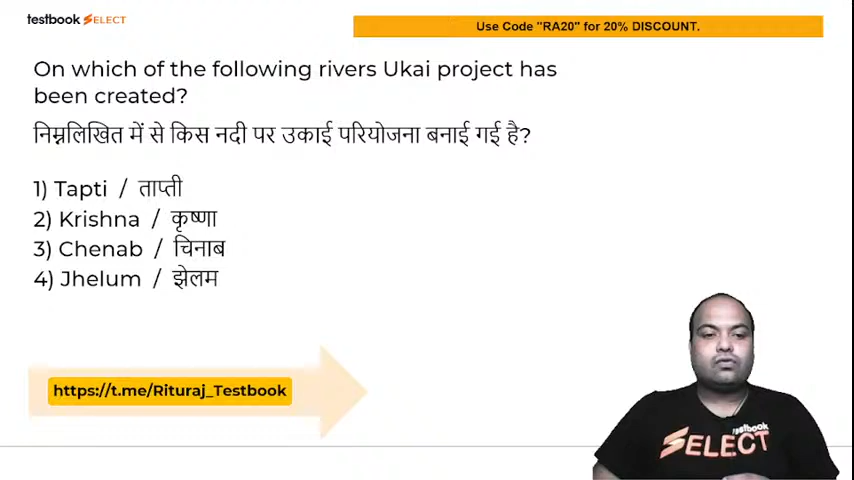 testbook SELECT
Use Code "RA20" for 20% DISCOUNT.
On which of the following rivers Ukai project has
been created?
निम्नलिखित में से किस नदी पर उकाई परियोजना बनाई गई है?
1) Tapti / ताप्ती
2) Krishna / कृष्णा
3) Chenab / चिनाब
4) Jhelum / झेलम
https://t.me/Rituraj_Testbook
testbook
SELECT